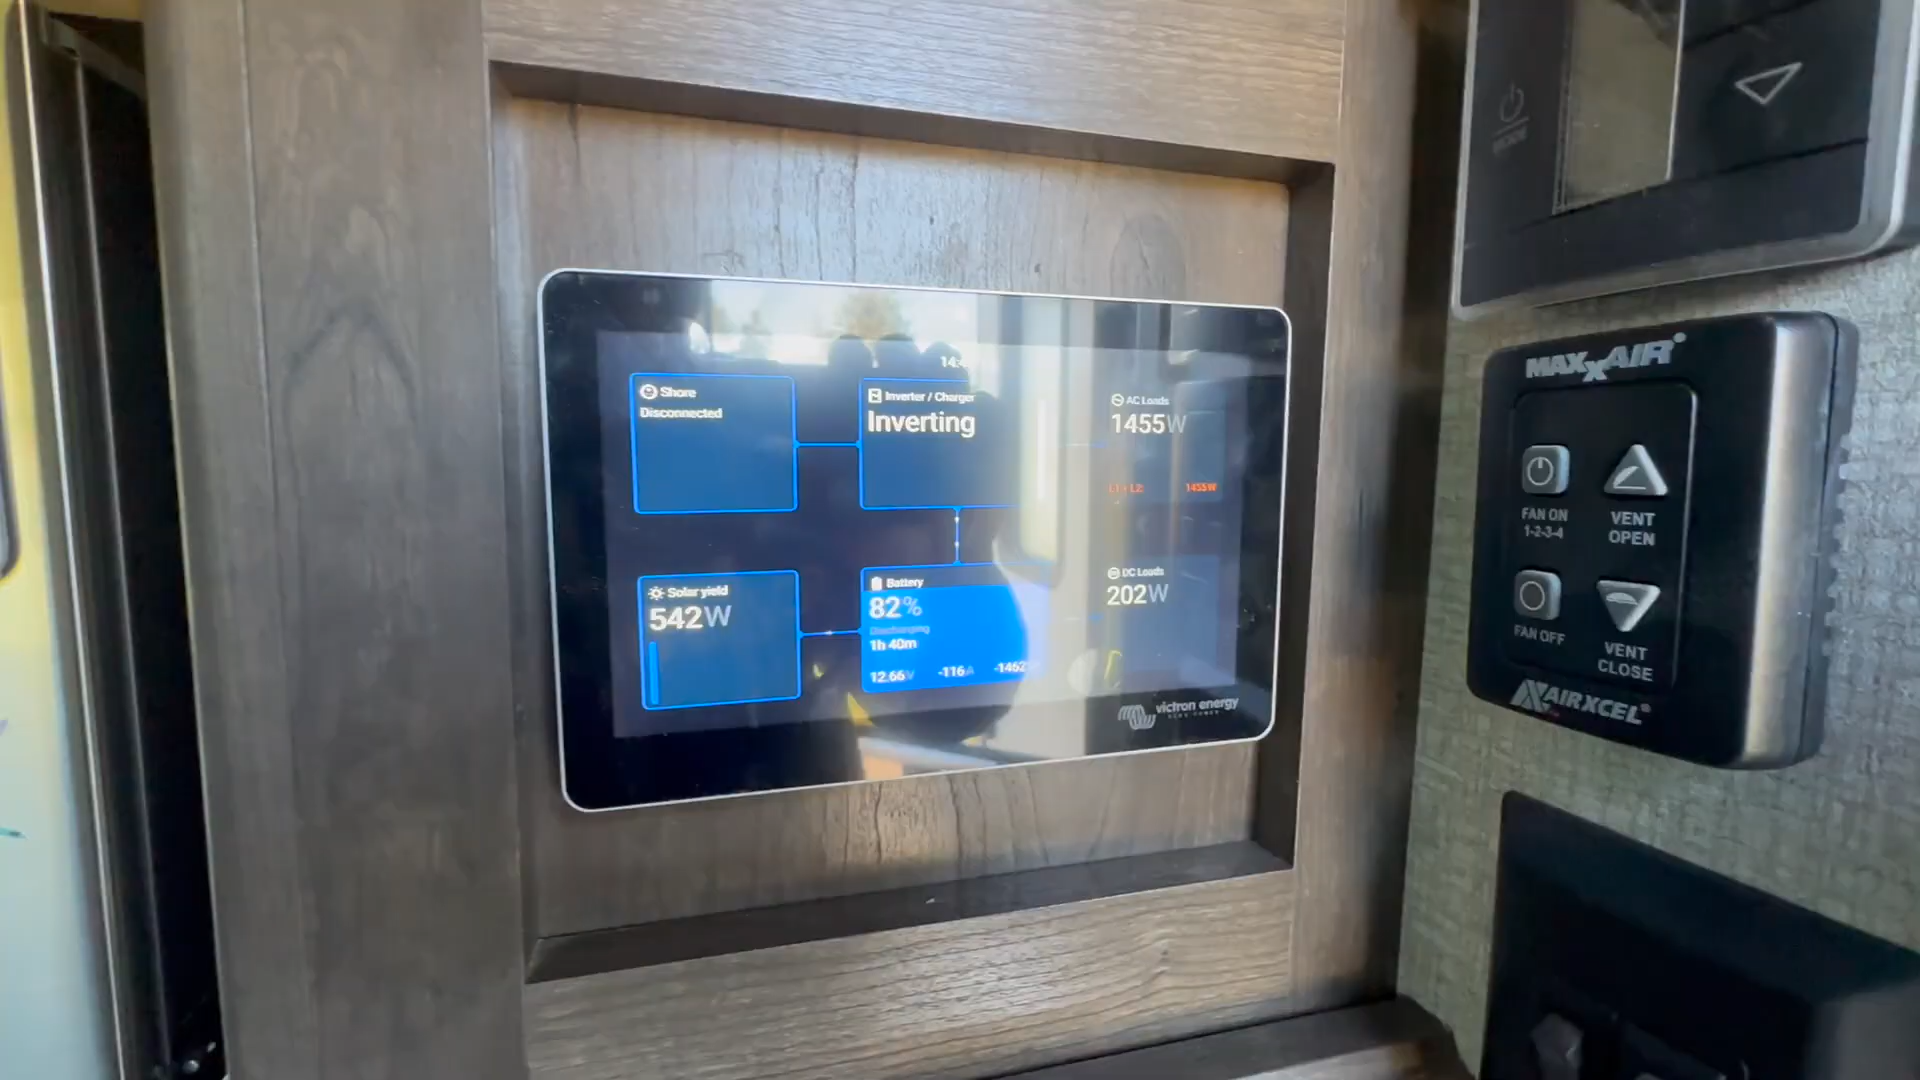 Shore
Disconnected
Inverter / Charger
Inverting
AC Loads
1455W
L1 + L2:
1455W
Solar yield
542W
Battery
82%
Discharging
1h 40m
12.66V
-116A
DC Loads
202W
victron energy
MAXXAIR®
FAN ON
1-2-3-4
VENT
OPEN
FAN OFF
VENT
CLOSE
AIRXCEL®